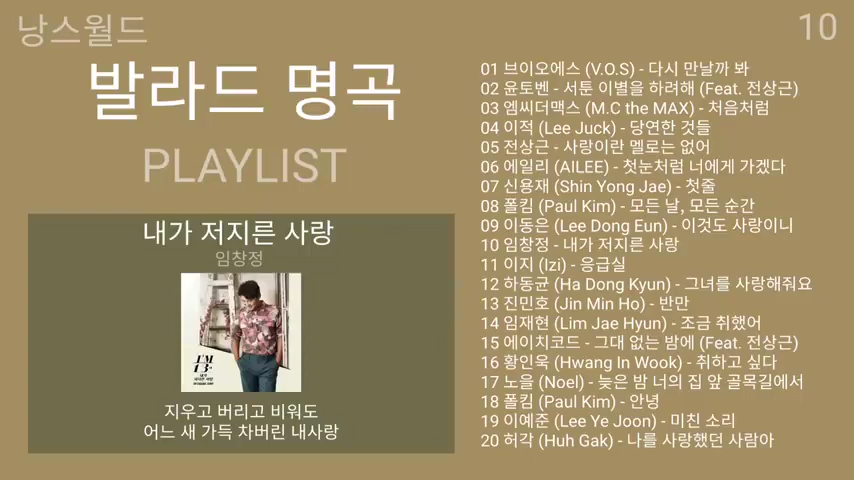 낭스월드
10
발라드 명곡
PLAYLIST
내가 저지른 사랑
임창정
I'M
13th
지우고 버리고 비워도
어느 새 가득 차버린 내사랑
01 브이오에스 (V.O.S) - 다시 만날까 봐
02 윤토벤 - 서툰 이별을 하려해 (Feat. 전상근)
03 엠씨더맥스 (M.C the MAX) - 처음처럼
04 이적 (Lee Juck) - 당연한 것들
05 전상근 - 사랑이란 멜로는 없어
06 에일리 (AILEE) - 첫눈처럼 너에게 가겠다
07 신용재 (Shin Yong Jae) - 첫줄
08 폴킴 (Paul Kim) - 모든 날, 모든 순간
09 이동은 (Lee Dong Eun) - 이것도 사랑이니
10 임창정 - 내가 저지른 사랑
11 이지 (Izi) - 응급실
12 하동균 (Ha Dong Kyun) - 그녀를 사랑해줘요
13 진민호 (Jin Min Ho) - 반만
14 임재현 (Lim Jae Hyun) - 조금 취했어
15 에이치코드 - 그대 없는 밤에 (Feat. 전상근)
16 황인욱 (Hwang In Wook) - 취하고 싶다
17 노을 (Noel) - 늦은 밤 너의 집 앞 골목길에서
18 폴킴 (Paul Kim) - 안녕
19 이예준 (Lee Ye Joon) - 미친 소리
20 허각 (Huh Gak) - 나를 사랑했던 사람아